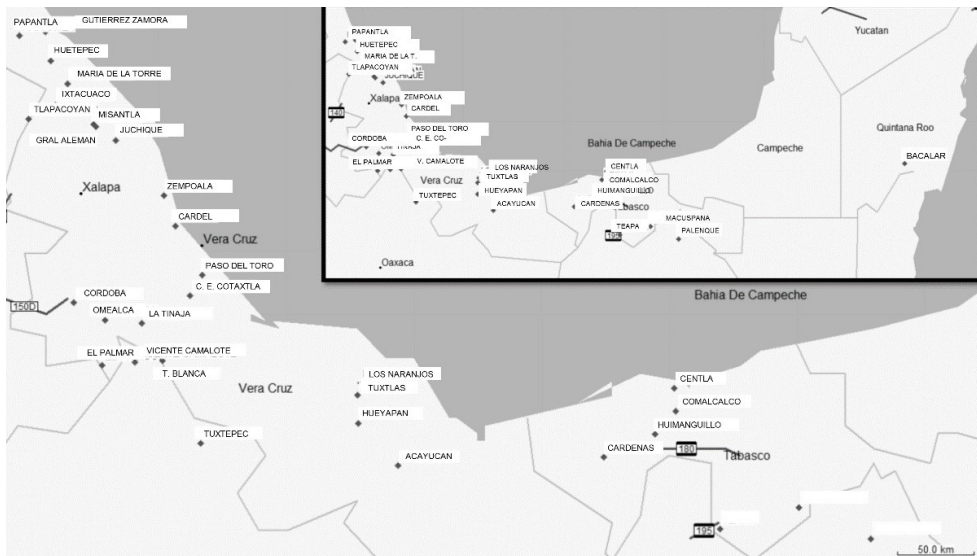 PAPANTLA
GUTIERREZ ZAMORA
HUETEPEC
MARIA DE LA TORRE
IXTACUACO
TLAPACOYAN
MISANTLA
GRAL ALEMAN
JUCHIQUE
Xalapa
ZEMPOALA
CARDEL
Vera Cruz
PASO DEL TORO
C. E. COTAXTLA
CORDOBA
150D
OMEALCA
LA TINAJA
EL PALMAR
VICENTE CAMALOTE
T. BLANCA
Vera Cruz
TUXTEPEC
LOS NARANJOS
TUXTLAS
HUEYAPAN
ACAYUCAN
Bahia De Campeche
CENTLA
COMALCALCO
HUIMANGUILLO
CARDENAS
180
Tabasco
195
50.0 km
PAPANTLA
HUETEPEC
MARIA DE LA T.
TLAPACOYAN
JUCHIQUE
Xalapa
ZEMPOALA
CARDEL
140
PASO DEL TORO
CORDOBA
C. E. CO-
TINAJA
EL PALMAR
V. CAMALOTE
Vera Cruz
TUXTEPEC
LOS NARANJOS
TUXTLAS
HUEYAPAN
ACAYUCAN
Oaxaca
Bahia De Campeche
CENTLA
COMALCALCO
HUIMANGUILLO
CARDENAS
TEAPA
195
MACUSPANA
PALENQUE
Campeche
Yucatan
Quintana Roo
BACALAR